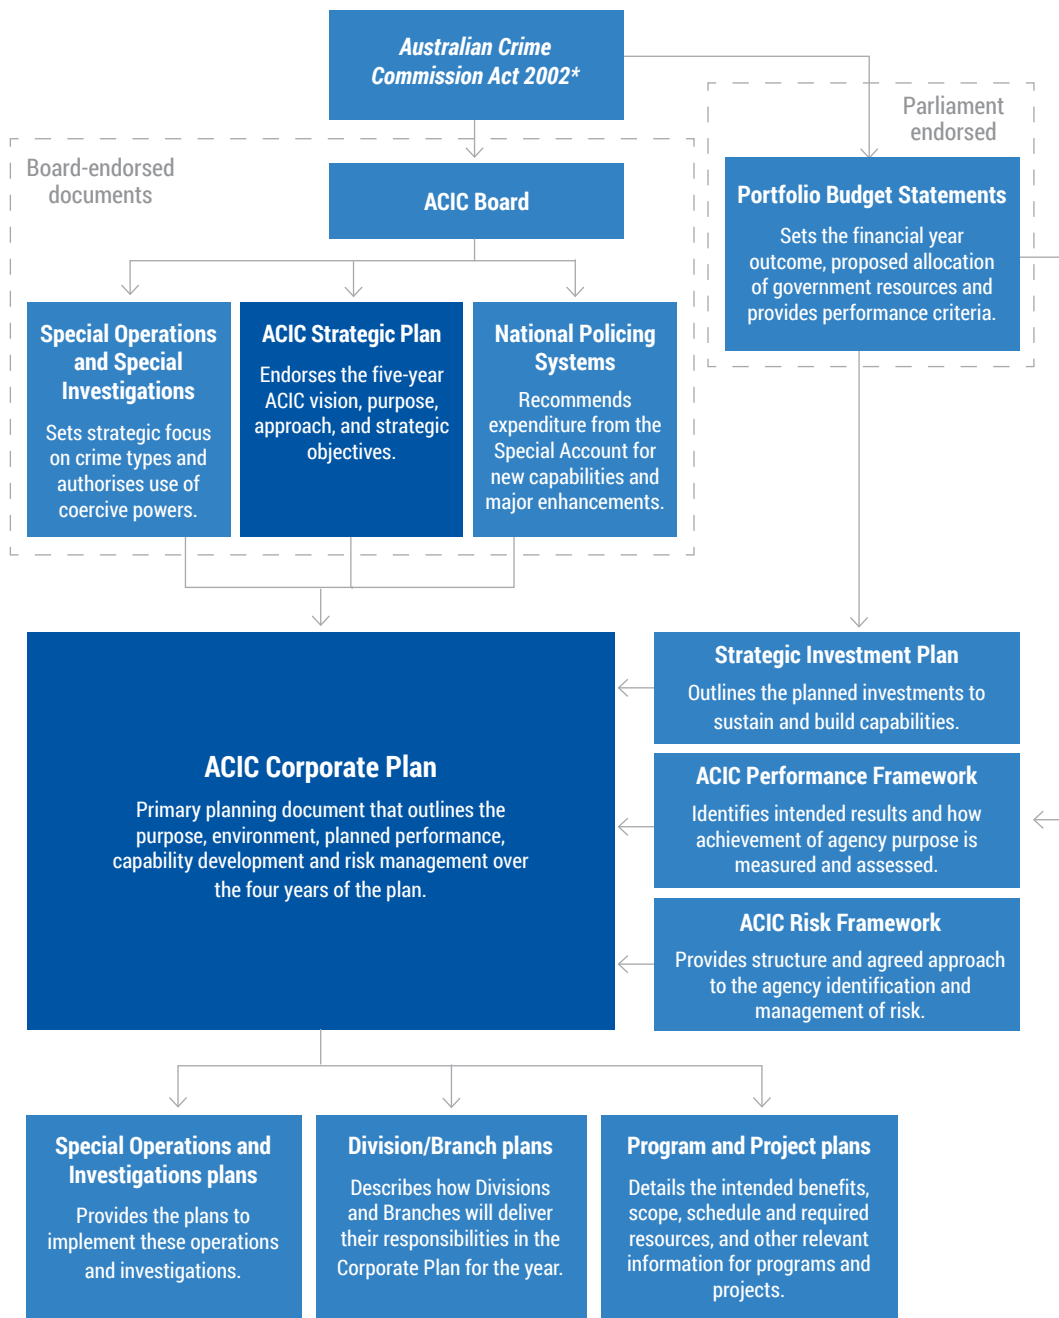 Australian Crime
Commission Act 2002*
Parliament
endorsed
Board-endorsed
documents
ACIC Board
Portfolio Budget Statements
Sets the financial year
outcome, proposed allocation
of government resources and
provides performance criteria.
Special Operations
and Special
Investigations
Sets strategic focus
on crime types and
authorises use of
coercive powers.
ACIC Strategic Plan
Endorses the five-year
ACIC vision, purpose,
approach, and strategic
objectives.
National Policing
Systems
Recommends
expenditure from the
Special Account for
new capabilities and
major enhancements.
ACIC Corporate Plan
Primary planning document that outlines the
purpose, environment, planned performance,
capability development and risk management over
the four years of the plan.
Strategic Investment Plan
Outlines the planned investments to
sustain and build capabilities.
ACIC Performance Framework
Identifies intended results and how
achievement of agency purpose is
measured and assessed.
ACIC Risk Framework
Provides structure and agreed approach
to the agency identification and
management of risk.
Special Operations and
Investigations plans
Provides the plans to
implement these operations
and investigations.
Division/Branch plans
Describes how Divisions
and Branches will deliver
their responsibilities in the
Corporate Plan for the year.
Program and Project plans
Details the intended benefits,
scope, schedule and required
resources, and other relevant
information for programs and
projects.